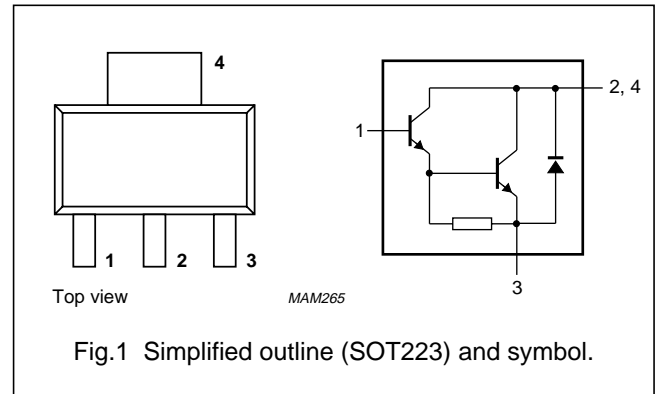 4
1
2
3
Top view
MAM265
1
2, 4
3
Fig.1 Simplified outline (SOT223) and symbol.